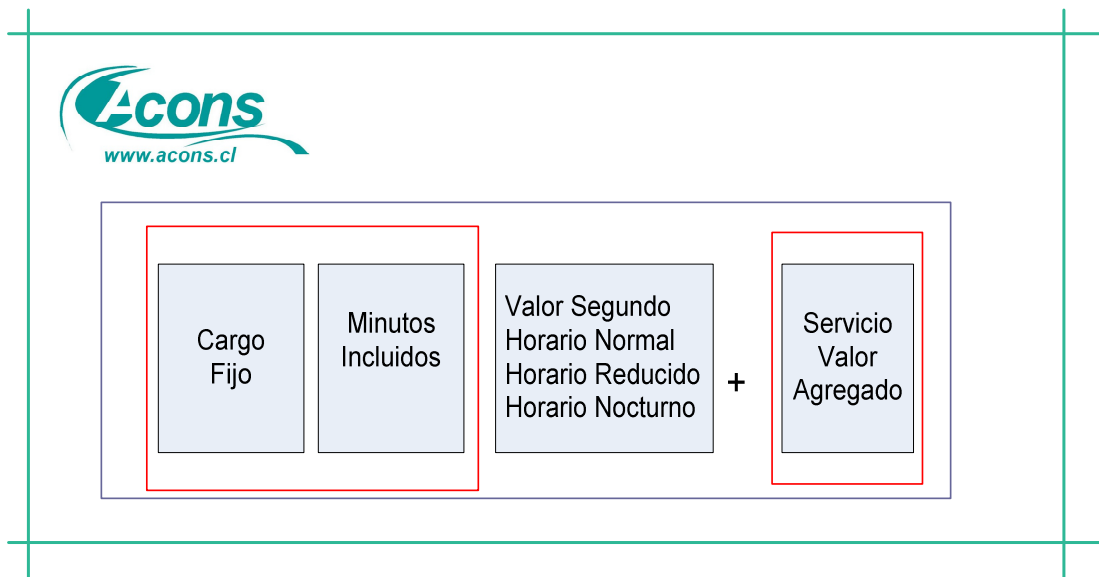 Acons
www.acons.cl
Cargo
Fijo
Minutos
Incluidos
Valor Segundo
Horario Normal
Horario Reducido
Horario Nocturno
+
Servicio
Valor
Agregado